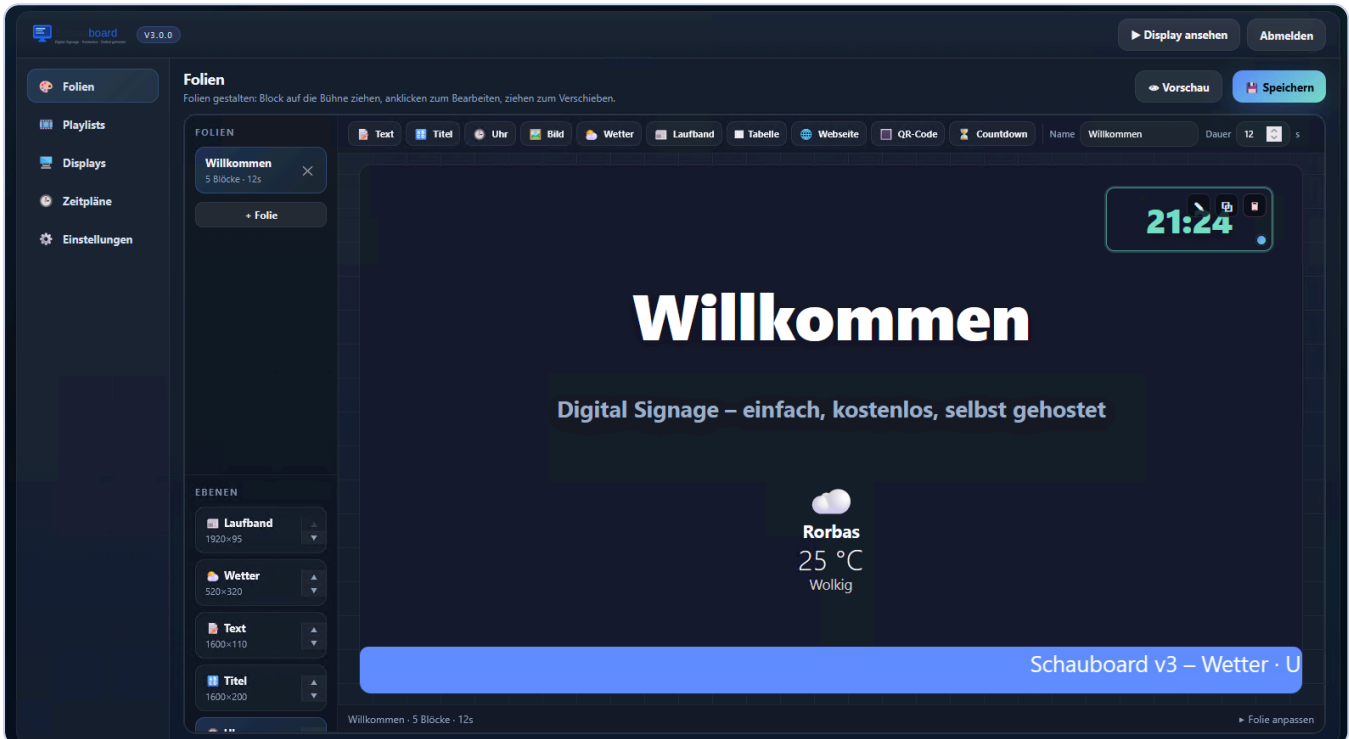 board
V3.0.0
▶ Display ansehen
Abmelden
Folien
Playlists
Displays
Zeitpläne
Einstellungen
Folien
Folien gestalten: Block auf die Bühne ziehen, anklicken zum Bearbeiten, ziehen zum Verschieben.
Vorschau
Speichern
FOLIEN
Willkommen
5 Blöcke · 12s
+ Folie
Text
Titel
Uhr
Bild
Wetter
Laufband
Tabelle
Webseite
QR-Code
Countdown
Name
Willkommen
Dauer
12
s
21:24
Willkommen
Digital Signage – einfach, kostenlos, selbst gehostet
Rorbas
25 °C
Wolkig
Schauboard v3 – Wetter · U
EBENEN
Laufband
1920×95
Wetter
520×320
Text
1600×110
Titel
1600×200
Willkommen · 5 Blöcke · 12s
▸ Folie anpassen